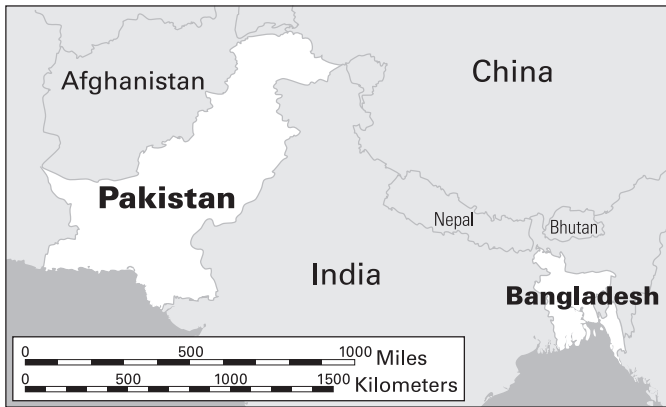 Afghanistan
China
Pakistan
Nepal
Bhutan
India
Bangladesh
0 500 1000 Miles
0 500 1000 1500 Kilometers